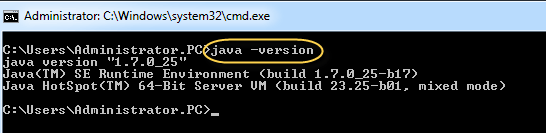 Administrator: C:\Windows\system32\cmd.exe
C:\Users\Administrator.PC>java -version
java version "1.7.0_25"
Java(TM) SE Runtime Environment (build 1.7.0_25-b17)
Java HotSpot(TM) 64-Bit Server VM (build 23.25-b01, mixed mode)
C:\Users\Administrator.PC>_